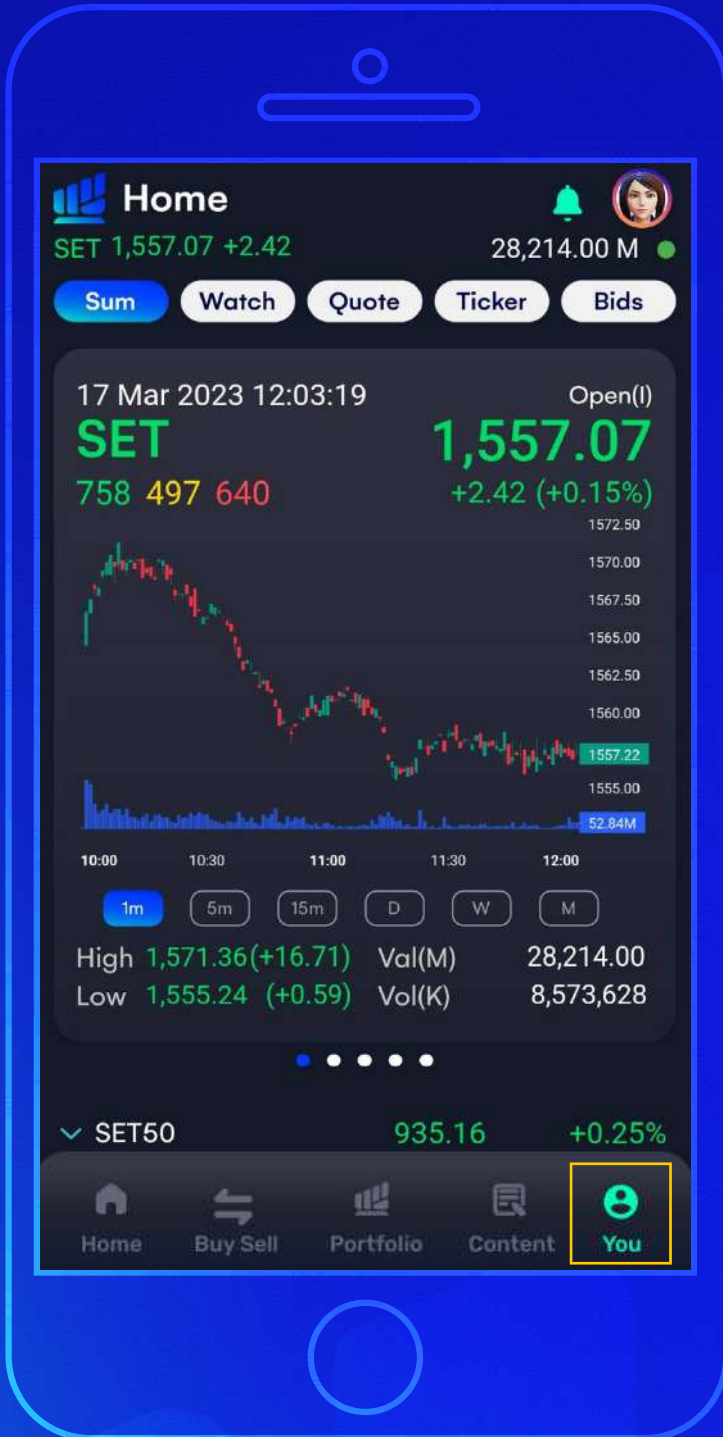 Home
SET 1,557.07 +2.42 28,214.00 M
Sum Watch Quote Ticker Bids
17 Mar 2023 12:03:19 Open(I)
SET 1,557.07
758 497 640 +2.42 (+0.15%)
1572.50
1570.00
1567.50
1565.00
1562.50
1560.00
1557.22
1555.00
52.84M
10:00 10:30 11:00 11:30 12:00
1m 5m 15m D W M
High 1,571.36(+16.71) Val(M) 28,214.00
Low 1,555.24 (+0.59) Vol(K) 8,573,628
SET50 935.16 +0.25%
Home Buy Sell Portfolio Content You